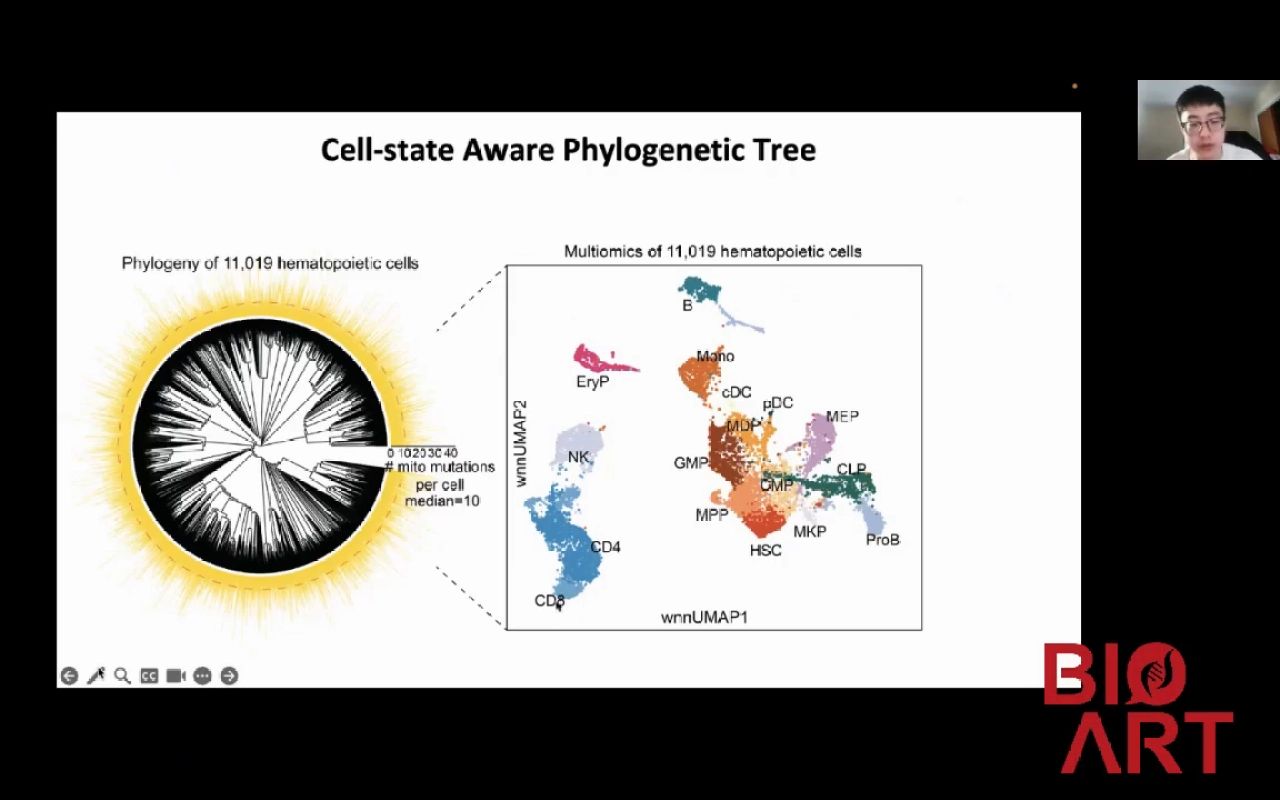 Cell-state Aware Phylogenetic Tree
Phylogeny of 11,019 hematopoietic cells
0 10 20 30 40
# mito mutations
per cell
median=10
Multiomics of 11,019 hematopoietic cells
B
Mono
EryP
cDC
pDC
MDP
MEP
NK
GMP
CLP
CMP
MPP
MKP
ProB
HSC
CD4
CD8
wnnUMAP2
wnnUMAP1
CC
BIO
ART